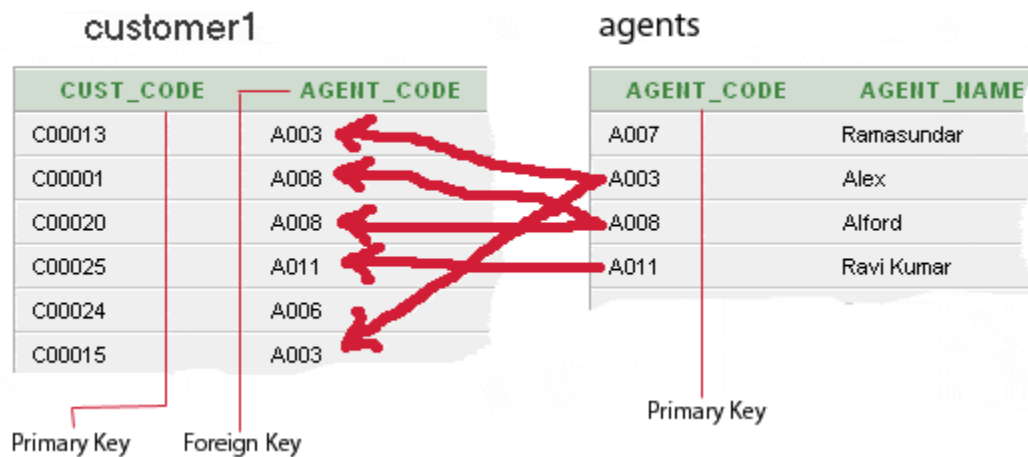 customer1
CUST_CODE AGENT_CODE
C00013 A003
C00001 A008
C00020 A008
C00025 A011
C00024 A006
C00015 A003
Primary Key Foreign Key
agents
AGENT_CODE AGENT_NAME
A007 Ramasundar
A003 Alex
A008 Alford
A011 Ravi Kumar
Primary Key